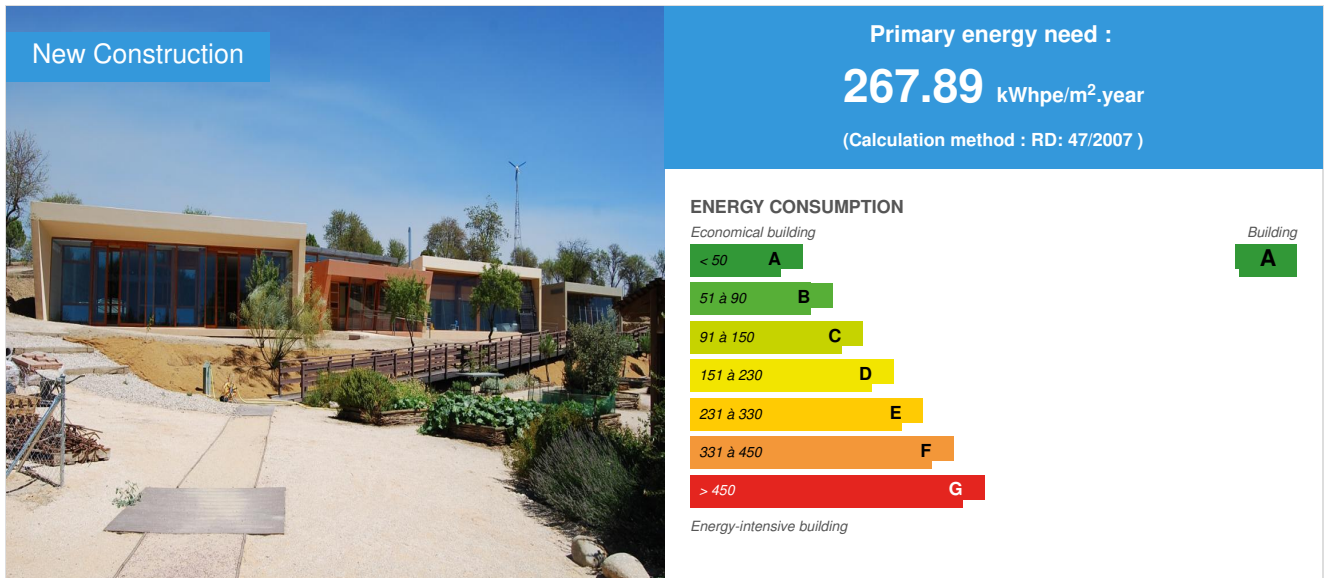 New Construction
Primary energy need :
267.89 kWhpe/m².year
(Calculation method : RD: 47/2007 )
ENERGY CONSUMPTION
Economical building
Building
< 50 A
A
51 à 90 B
91 à 150 C
151 à 230 D
231 à 330 E
331 à 450 F
> 450 G
Energy-intensive building